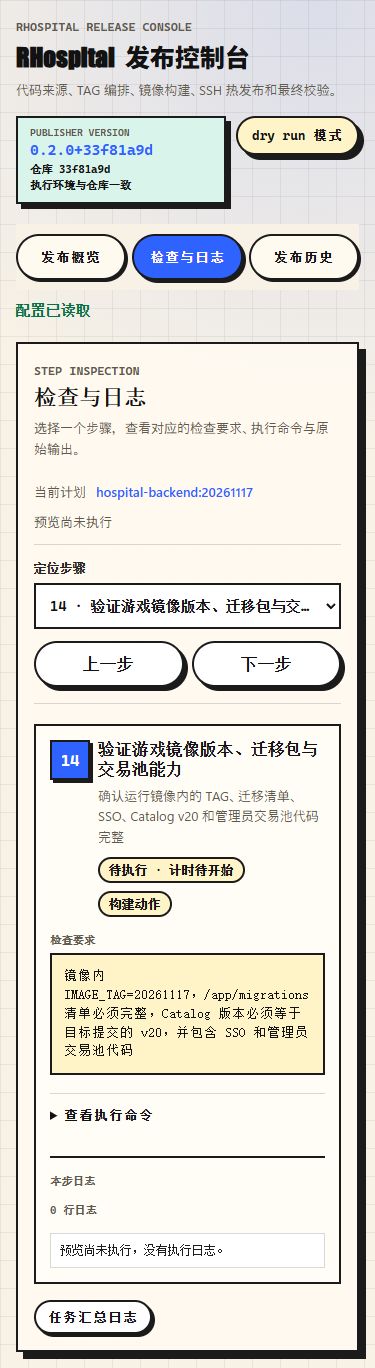 RHOSPITAL RELEASE CONSOLE
RHospital 发布控制台
代码来源、TAG 编排、镜像构建、SSH 热发布和最终校验。
PUBLISHER VERSION
0.2.0+33f81a9d
仓库 33f81a9d
执行环境与仓库一致
dry run 模式
发布概览
检查与日志
发布历史
配置已读取
STEP INSPECTION
检查与日志
选择一个步骤，查看对应的检查要求、执行命令与原
始输出。
当前计划 hospital-backend:20261117
预览尚未执行
定位步骤
14 · 验证游戏镜像版本、迁移包与交…
上一步
下一步
14
验证游戏镜像版本、迁移包与
交易池能力
确认运行镜像内的 TAG、迁移清单、
SSO、Catalog v20 和管理员交易池代码
完整
待执行 · 计时待开始
构建动作
检查要求
镜像内
IMAGE_TAG=20261117，/app/migrations
清单必须完整，Catalog 版本必须等于
目标提交的 v20，并包含 SSO 和管理员
交易池代码
▶ 查看执行命令
本步日志
0 行日志
预览尚未执行，没有执行日志。
任务汇总日志